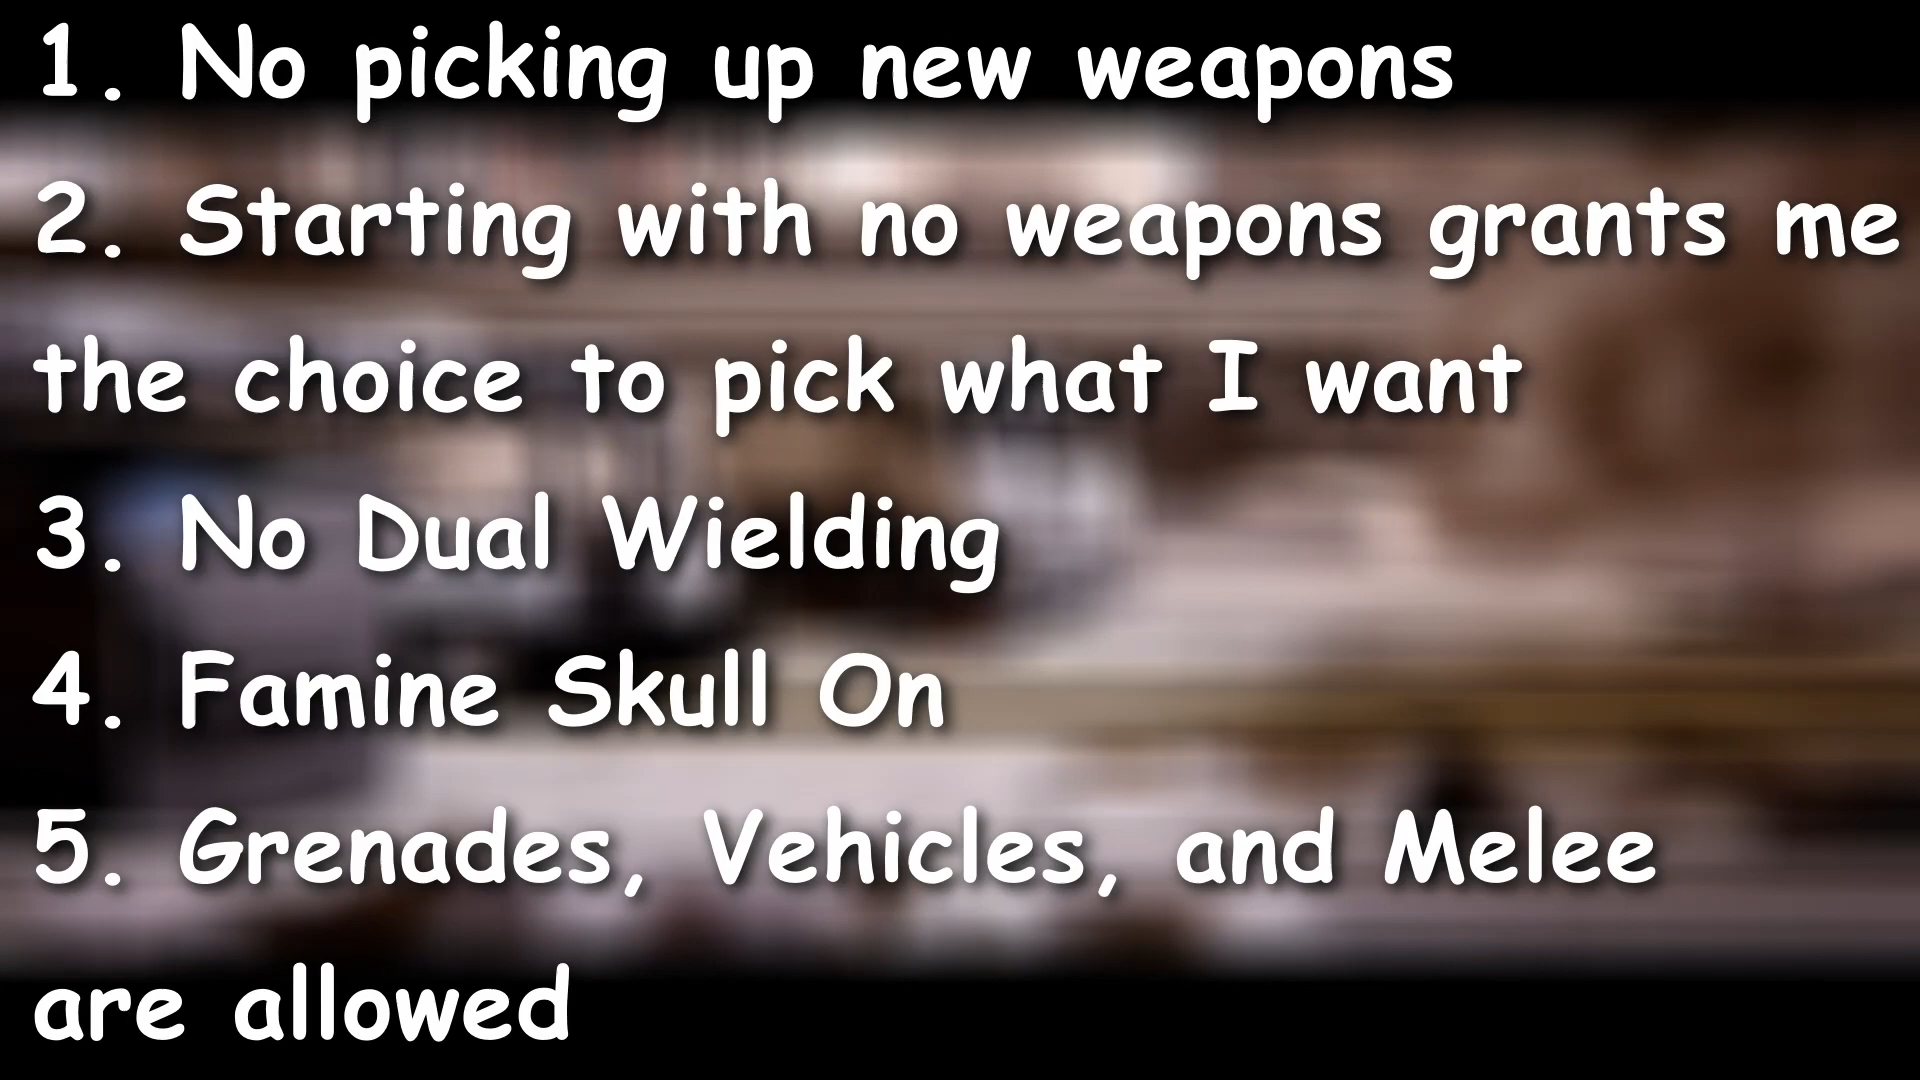 1. No picking up new weapons
2. Starting with no weapons grants me
the choice to pick what I want
3. No Dual Wielding
4. Famine Skull On
5. Grenades, Vehicles, and Melee
are allowed